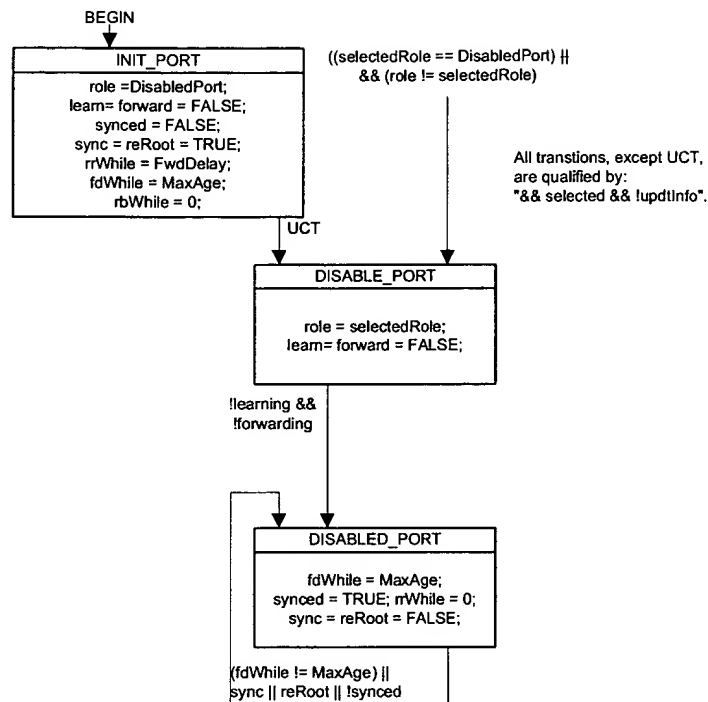 BEGIN
INIT_PORT
role =DisabledPort;
learn= forward = FALSE;
synced = FALSE;
sync = reRoot = TRUE;
rrWhile = FwdDelay;
fdWhile = MaxAge;
rbWhile = 0;
((selectedRole == DisabledPort) ||
&& (role != selectedRole)
All transtions, except UCT,
are qualified by:
"&& selected && !updtInfo".
UCT
DISABLE_PORT
role = selectedRole;
learn= forward = FALSE;
!learning &&
!forwarding
DISABLED_PORT
fdWhile = MaxAge;
synced = TRUE; rrWhile = 0;
sync = reRoot = FALSE;
(fdWhile != MaxAge) ||
sync || reRoot || !synced